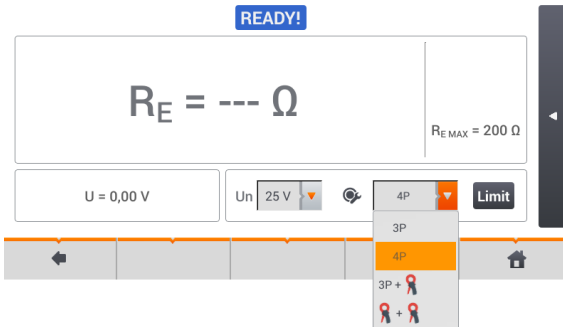 READY!
RE = --- Ω
RE MAX = 200 Ω
U = 0,00 V
Un 25 V 4P Limit
3P
4P
3P +
+